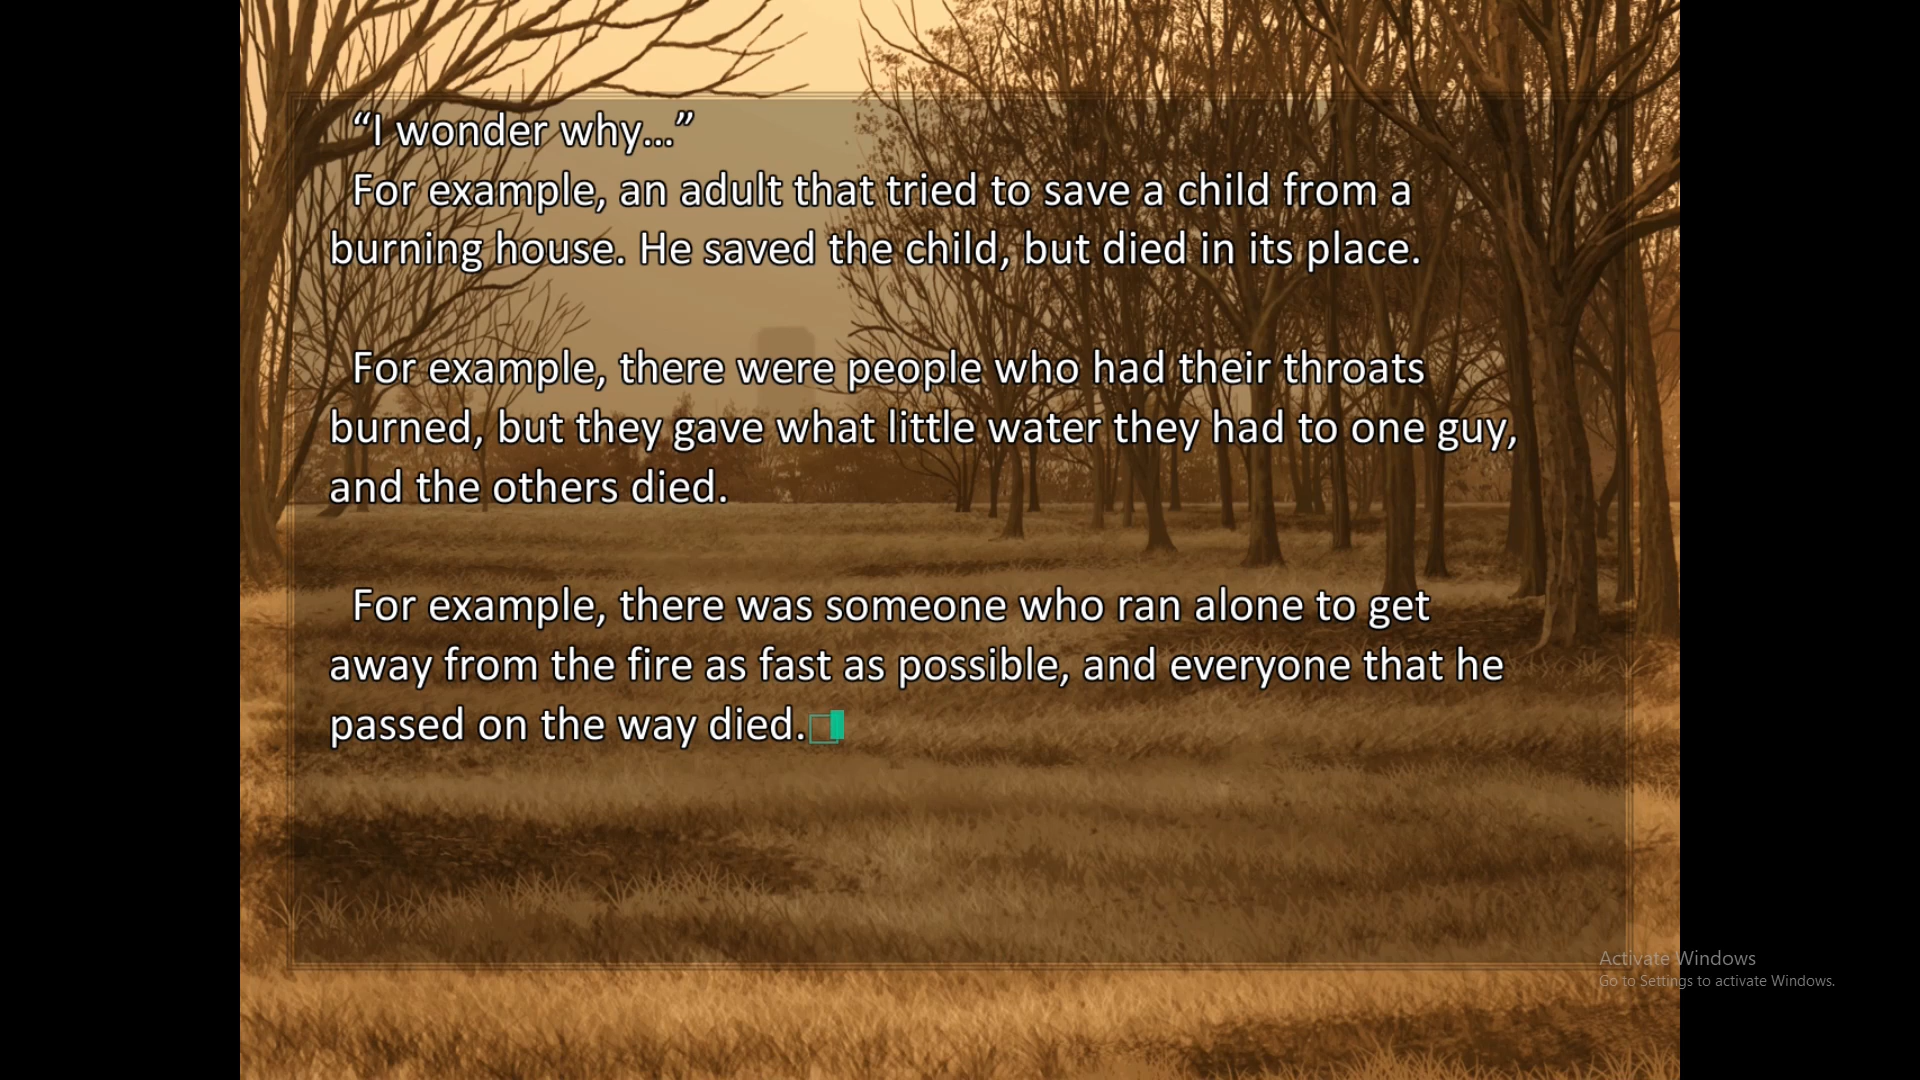 “I wonder why...”
For example, an adult that tried to save a child from a
burning house. He saved the child, but died in its place.
For example, there were people who had their throats
burned, but they gave what little water they had to one guy,
and the others died.
For example, there was someone who ran alone to get
away from the fire as fast as possible, and everyone that he
passed on the way died.
Activate Windows
Go to Settings to activate Windows.